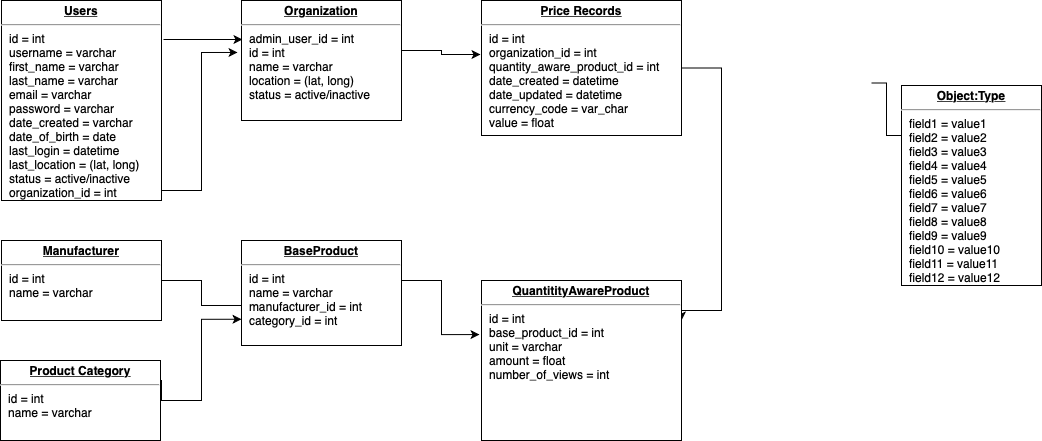 Users
id = int
username = varchar
first_name = varchar
last_name = varchar
email = varchar
password = varchar
date_created = varchar
date_of_birth = date
last_login = datetime
last_location = (lat, long)
status = active/inactive
organization_id = int
Organization
admin_user_id = int
id = int
name = varchar
location = (lat, long)
status = active/inactive
Price Records
id = int
organization_id = int
quantity_aware_product_id = int
date_created = datetime
date_updated = datetime
currency_code = var_char
value = float
Object:Type
field1 = value1
field2 = value2
field3 = value3
field4 = value4
field5 = value5
field6 = value6
field7 = value7
field8 = value8
field9 = value9
field10 = value10
field11 = value11
field12 = value12
Manufacturer
id = int
name = varchar
BaseProduct
id = int
name = varchar
manufacturer_id = int
category_id = int
QuantitityAwareProduct
id = int
base_product_id = int
unit = varchar
amount = float
number_of_views = int
Product Category
id = int
name = varchar